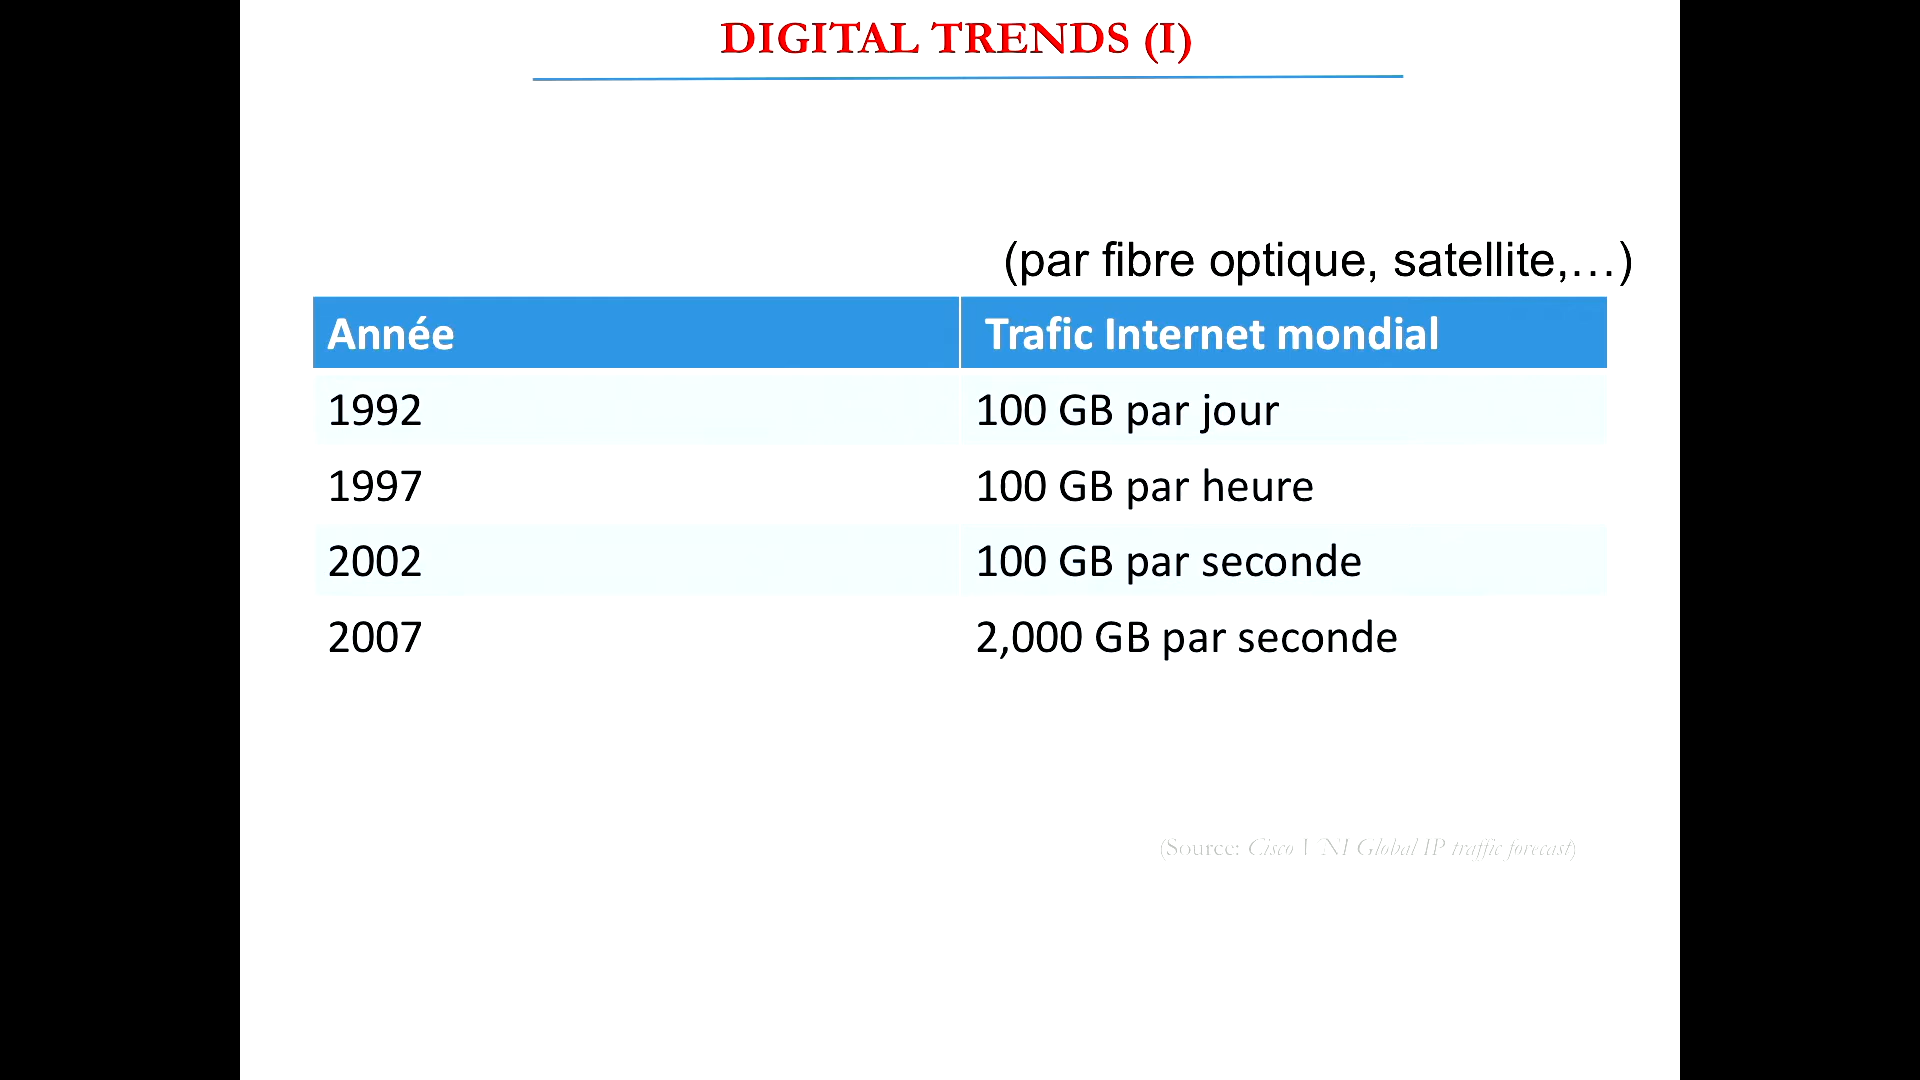 DIGITAL TRENDS (I)
(par fibre optique, satellite,…)
Année Trafic Internet mondial
1992 100 GB par jour
1997 100 GB par heure
2002 100 GB par seconde
2007 2,000 GB par seconde
(Source: Cisco VNI Global IP traffic forecast)